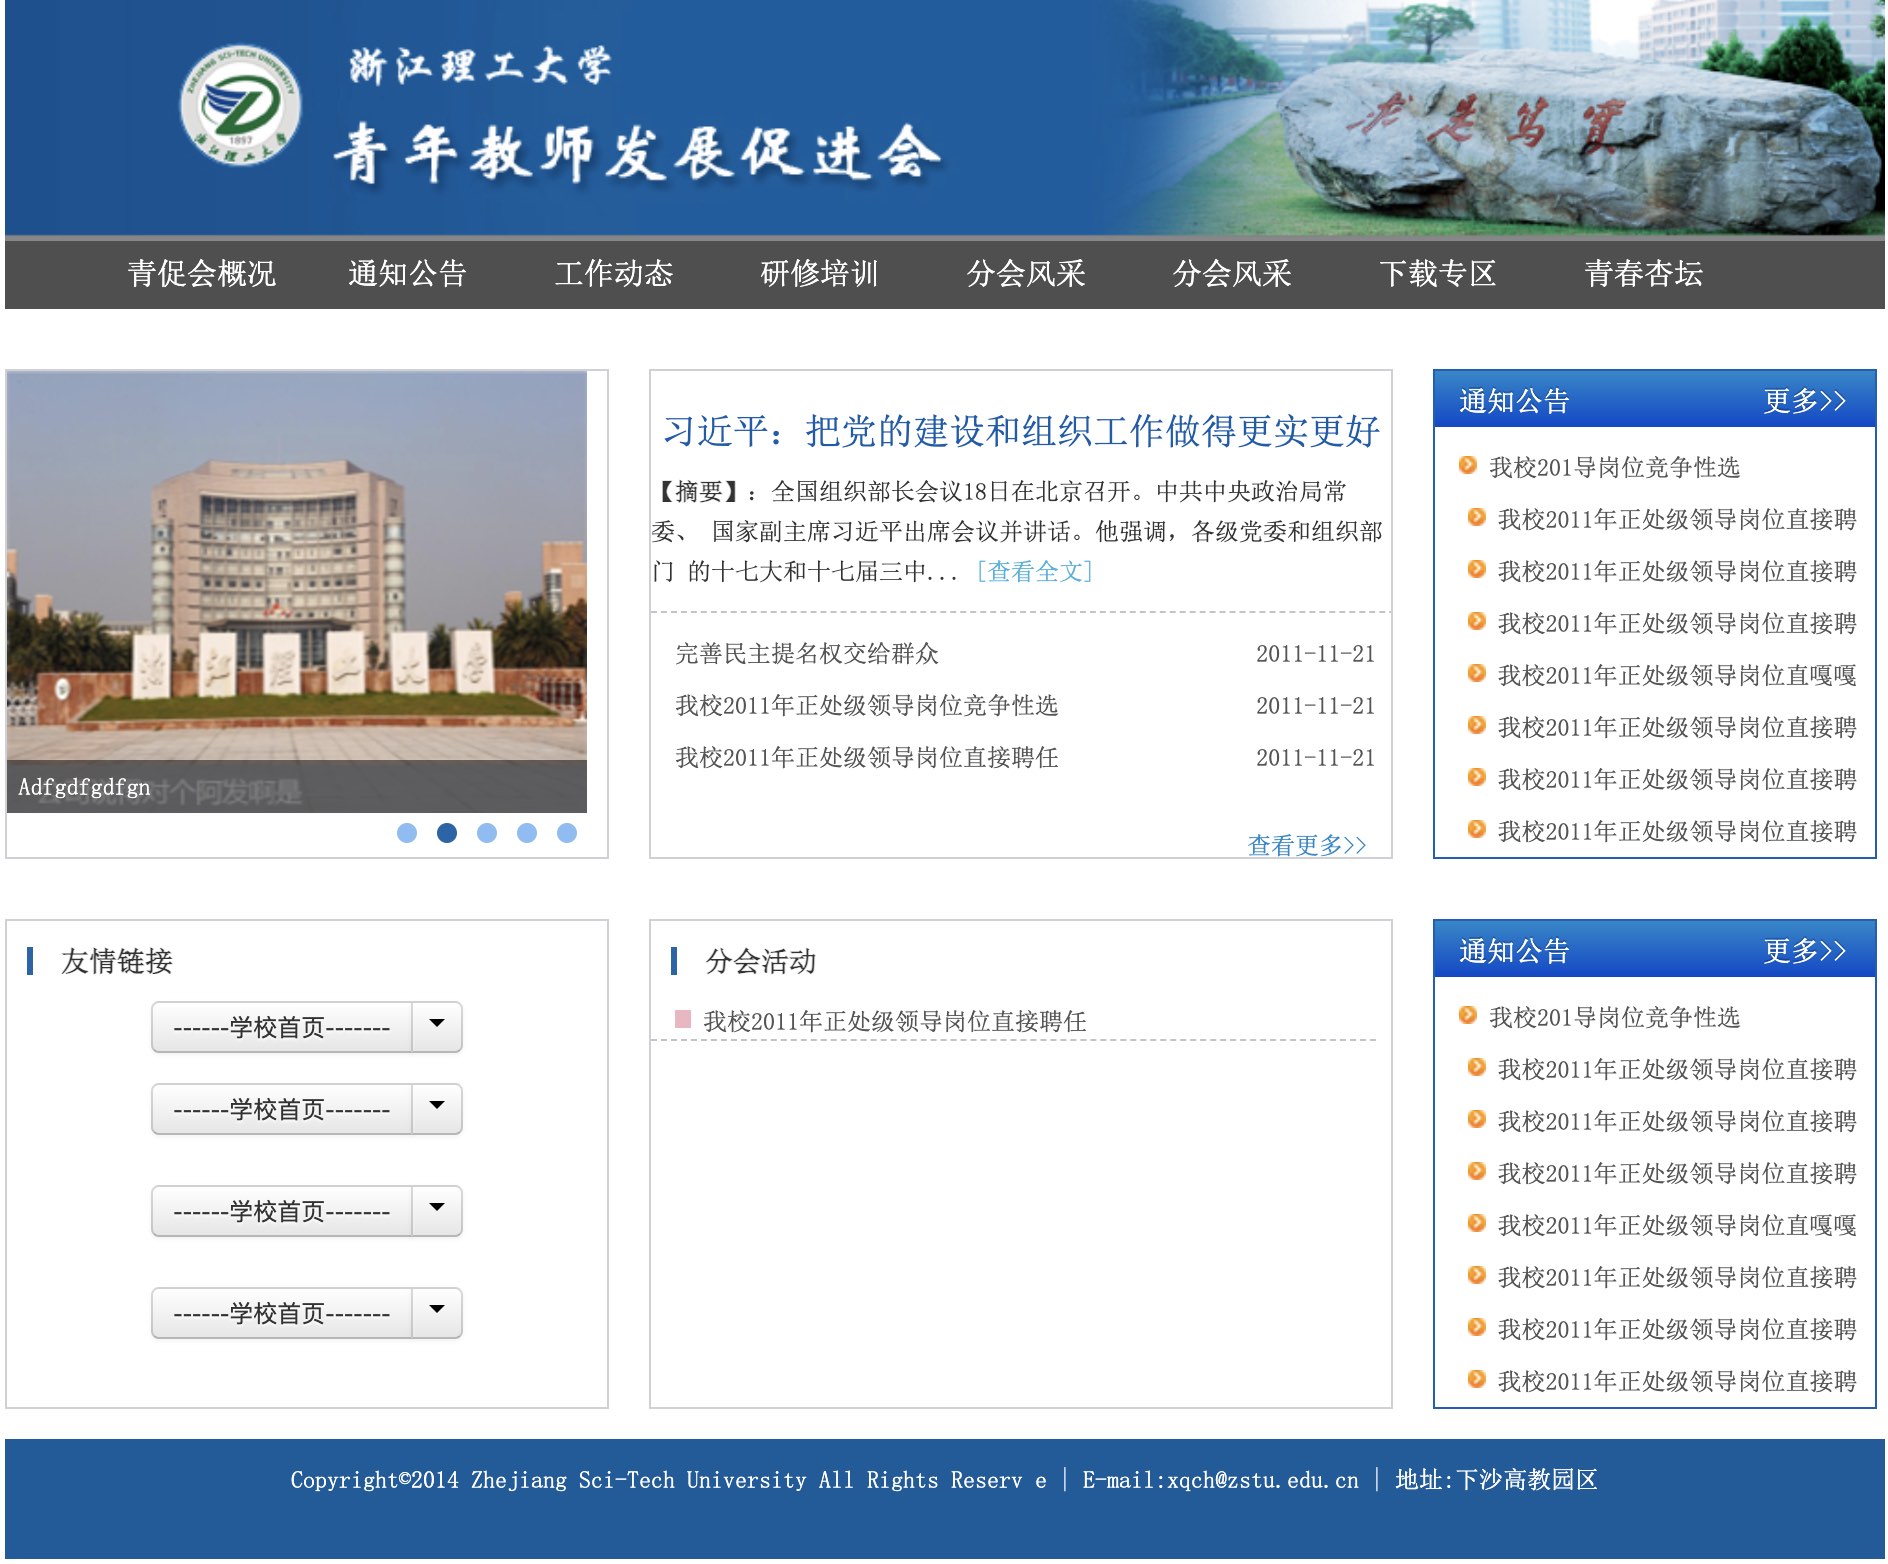 ZHEJIANG SCI-TECH UNIVERSITY
1897
浙江理工大学
浙江理工大学
青年教师发展促进会
求是笃實
青促会概况 通知公告 工作动态 研修培训 分会风采 分会风采 下载专区 青春杏坛
浙江理工大学
Adfgdfgdfgn
习近平：把党的建设和组织工作做得更实更好
【摘要】：全国组织部长会议18日在北京召开。中共中央政治局常
委、 国家副主席习近平出席会议并讲话。他强调，各级党委和组织部
门 的十七大和十七届三中... [查看全文]
完善民主提名权交给群众 2011-11-21
我校2011年正处级领导岗位竞争性选 2011-11-21
我校2011年正处级领导岗位直接聘任 2011-11-21
查看更多>>
通知公告 更多>>
我校201导岗位竞争性选
我校2011年正处级领导岗位直接聘
我校2011年正处级领导岗位直接聘
我校2011年正处级领导岗位直接聘
我校2011年正处级领导岗位直嘎嘎
我校2011年正处级领导岗位直接聘
我校2011年正处级领导岗位直接聘
我校2011年正处级领导岗位直接聘
友情链接
------学校首页-------
------学校首页-------
------学校首页-------
------学校首页-------
分会活动
我校2011年正处级领导岗位直接聘任
通知公告 更多>>
我校201导岗位竞争性选
我校2011年正处级领导岗位直接聘
我校2011年正处级领导岗位直接聘
我校2011年正处级领导岗位直接聘
我校2011年正处级领导岗位直嘎嘎
我校2011年正处级领导岗位直接聘
我校2011年正处级领导岗位直接聘
我校2011年正处级领导岗位直接聘
Copyright©2014 Zhejiang Sci-Tech University All Rights Reserv e | E-mail:xqch@zstu.edu.cn | 地址:下沙高教园区